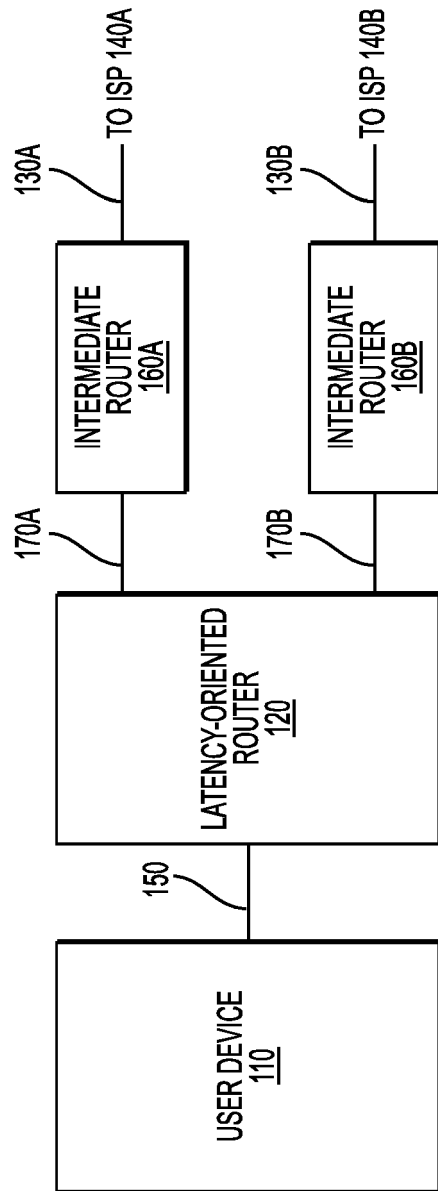 USER DEVICE
110
150
LATENCY-ORIENTED
ROUTER
120
170A
INTERMEDIATE
ROUTER
160A
130A
TO ISP 140A
170B
INTERMEDIATE
ROUTER
160B
130B
TO ISP 140B